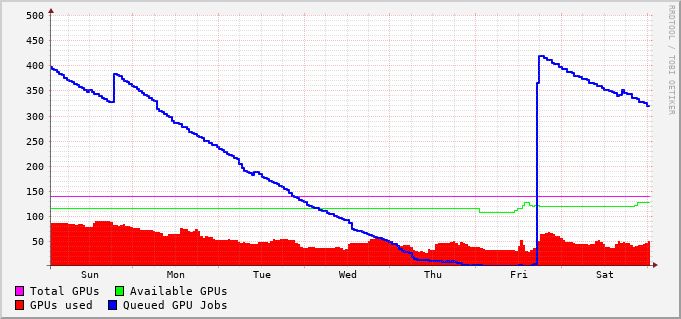 500
450
400
350
300
250
200
150
100
50
Sun Mon Tue Wed Thu Fri Sat
Total GPUs Available GPUs
GPUs used Queued GPU Jobs
RRDTOOL / TOBI OETIKER